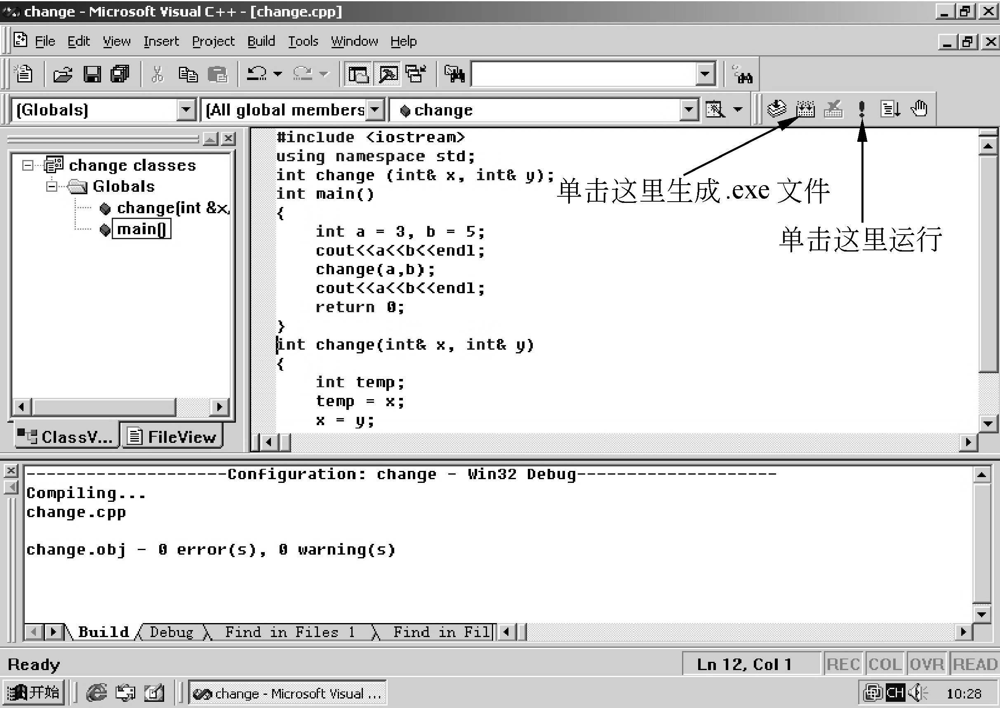 change - Microsoft Visual C++ - [change.cpp]
File Edit View Insert Project Build Tools Window Help
(Globals) (All global members change
change classes
Globals
change(int &x,
main()
ClassV... FileView
#include <iostream>
using namespace std;
int change (int& x, int& y);
int main()
{
    int a = 3, b = 5;
    cout<<a<<b<<endl;
    change(a,b);
    cout<<a<<b<<endl;
    return 0;
}
int change(int& x, int& y)
{
    int temp;
    temp = x;
    x = y;
单击这里生成.exe 文件
单击这里运行
--------------------Configuration: change - Win32 Debug--------------------
Compiling...
change.cpp
change.obj - 0 error(s), 0 warning(s)
Build Debug Find in Files 1 Find in Fil
Ready Ln 12, Col 1 REC COL OVR READ
开始 change - Microsoft Visual ... CH 10:28